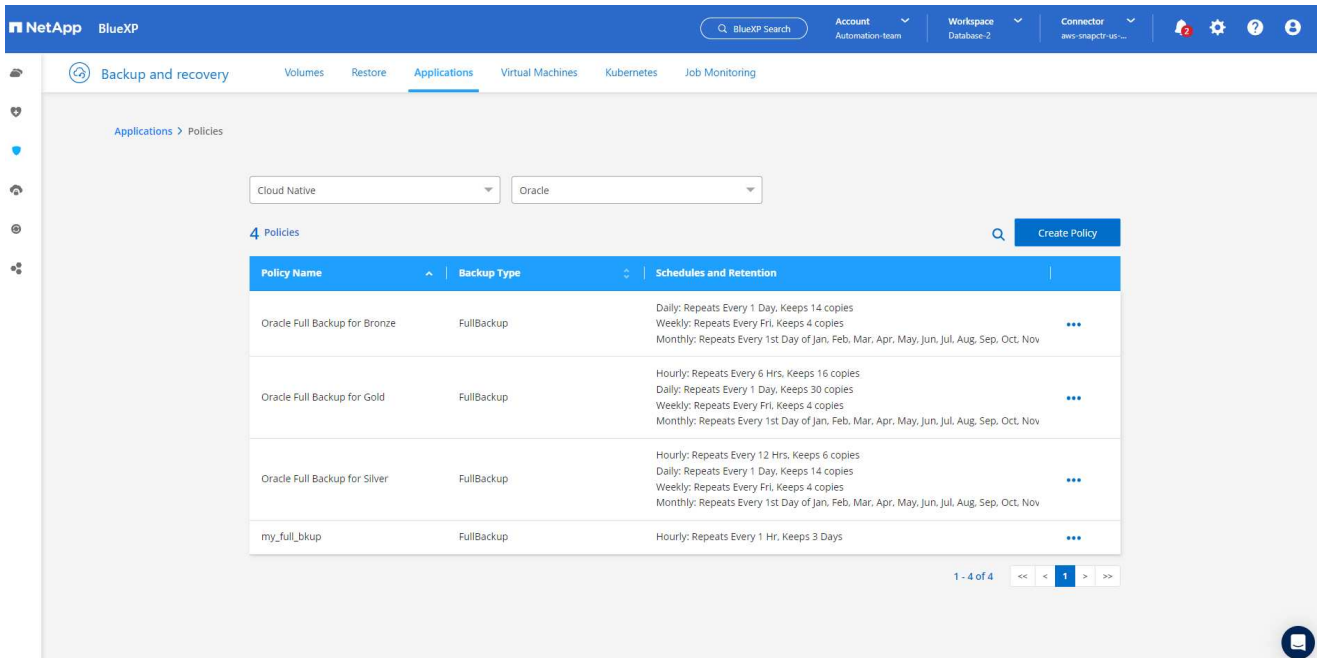 NetApp BlueXP
BlueXP Search
Account
Automation-team
Workspace
Database-2
Connector
aws-snapctr-us-...
2
Backup and recovery
Volumes
Restore
Applications
Virtual Machines
Kubernetes
Job Monitoring
Applications > Policies
Cloud Native
Oracle
4 Policies
Create Policy
Policy Name
Backup Type
Schedules and Retention
Oracle Full Backup for Bronze
FullBackup
Daily: Repeats Every 1 Day, Keeps 14 copies
Weekly: Repeats Every Fri, Keeps 4 copies
Monthly: Repeats Every 1st Day of Jan, Feb, Mar, Apr, May, Jun, Jul, Aug, Sep, Oct, Nov
Oracle Full Backup for Gold
FullBackup
Hourly: Repeats Every 6 Hrs, Keeps 16 copies
Daily: Repeats Every 1 Day, Keeps 30 copies
Weekly: Repeats Every Fri, Keeps 4 copies
Monthly: Repeats Every 1st Day of Jan, Feb, Mar, Apr, May, Jun, Jul, Aug, Sep, Oct, Nov
Oracle Full Backup for Silver
FullBackup
Hourly: Repeats Every 12 Hrs, Keeps 6 copies
Daily: Repeats Every 1 Day, Keeps 14 copies
Weekly: Repeats Every Fri, Keeps 4 copies
Monthly: Repeats Every 1st Day of Jan, Feb, Mar, Apr, May, Jun, Jul, Aug, Sep, Oct, Nov
my_full_bkup
FullBackup
Hourly: Repeats Every 1 Hr, Keeps 3 Days
1 - 4 of 4
<< < 1 > >>